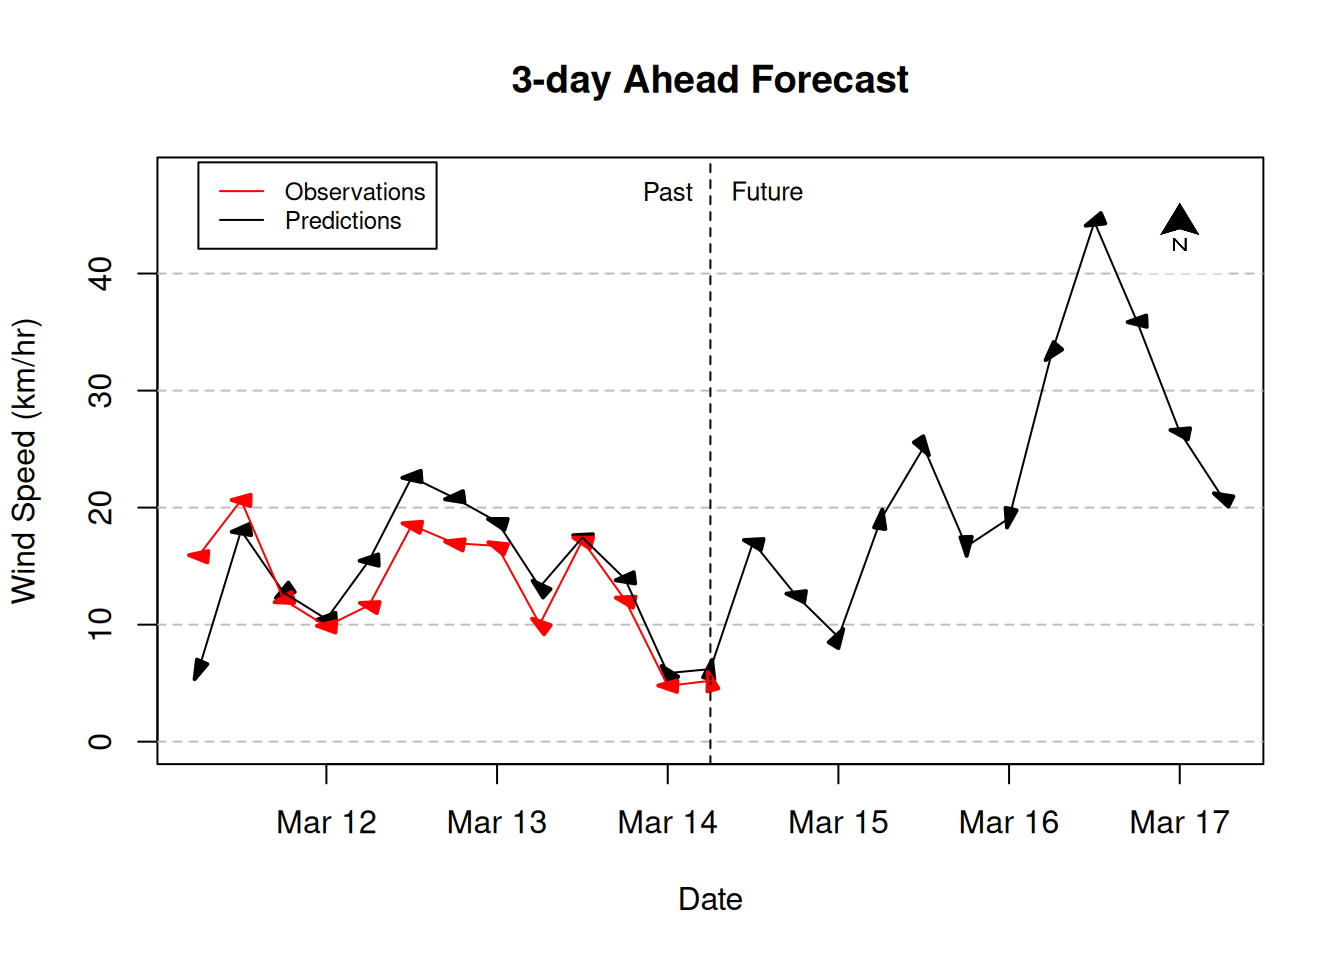 3-day Ahead Forecast
Observations
Predictions
Past
Future
N
Wind Speed (km/hr)
40
30
20
10
0
Mar 12
Mar 13
Mar 14
Mar 15
Mar 16
Mar 17
Date